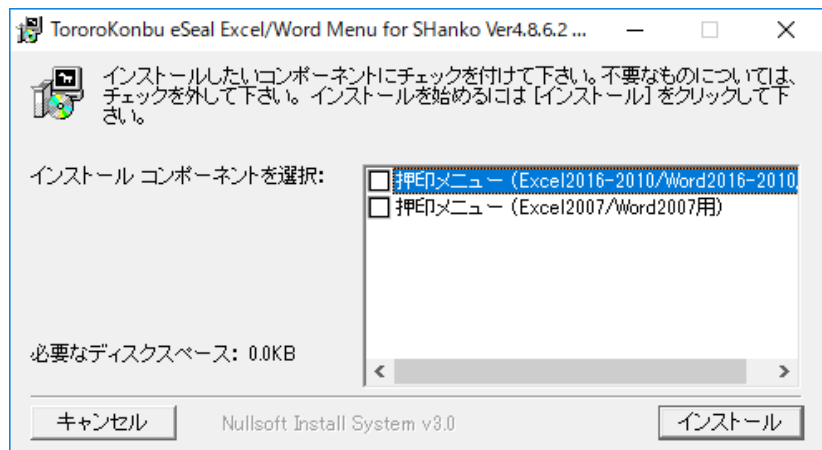 TororoKonbu eSeal Excel/Word Menu for SHanko Ver4.8.6.2 ...
インストールしたいコンポーネントにチェックを付けて下さい。不要なものについては、
チェックを外して下さい。インストールを始めるには [インストール] をクリックして下
さい。
インストール コンポーネントを選択:
押印メニュー (Excel2016-2010/Word2016-2010,
押印メニュー (Excel2007/Word2007用)
必要なディスクスペース: 0.0KB
キャンセル
Nullsoft Install System v3.0
インストール